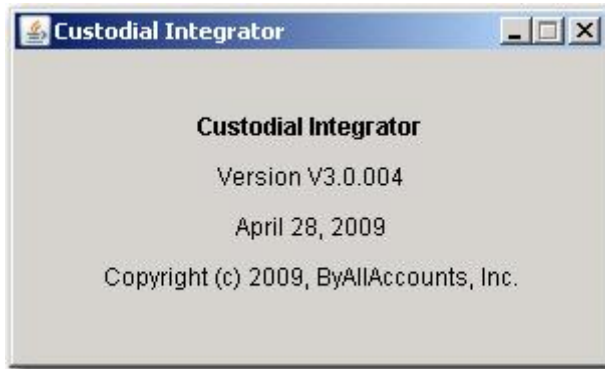 Custodial Integrator
Custodial Integrator
Version V3.0.004
April 28, 2009
Copyright (c) 2009, ByAllAccounts, Inc.